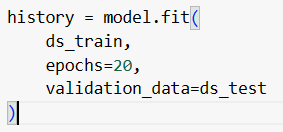 history = model.fit(
    ds_train,
    epochs=20,
    validation_data=ds_test
)